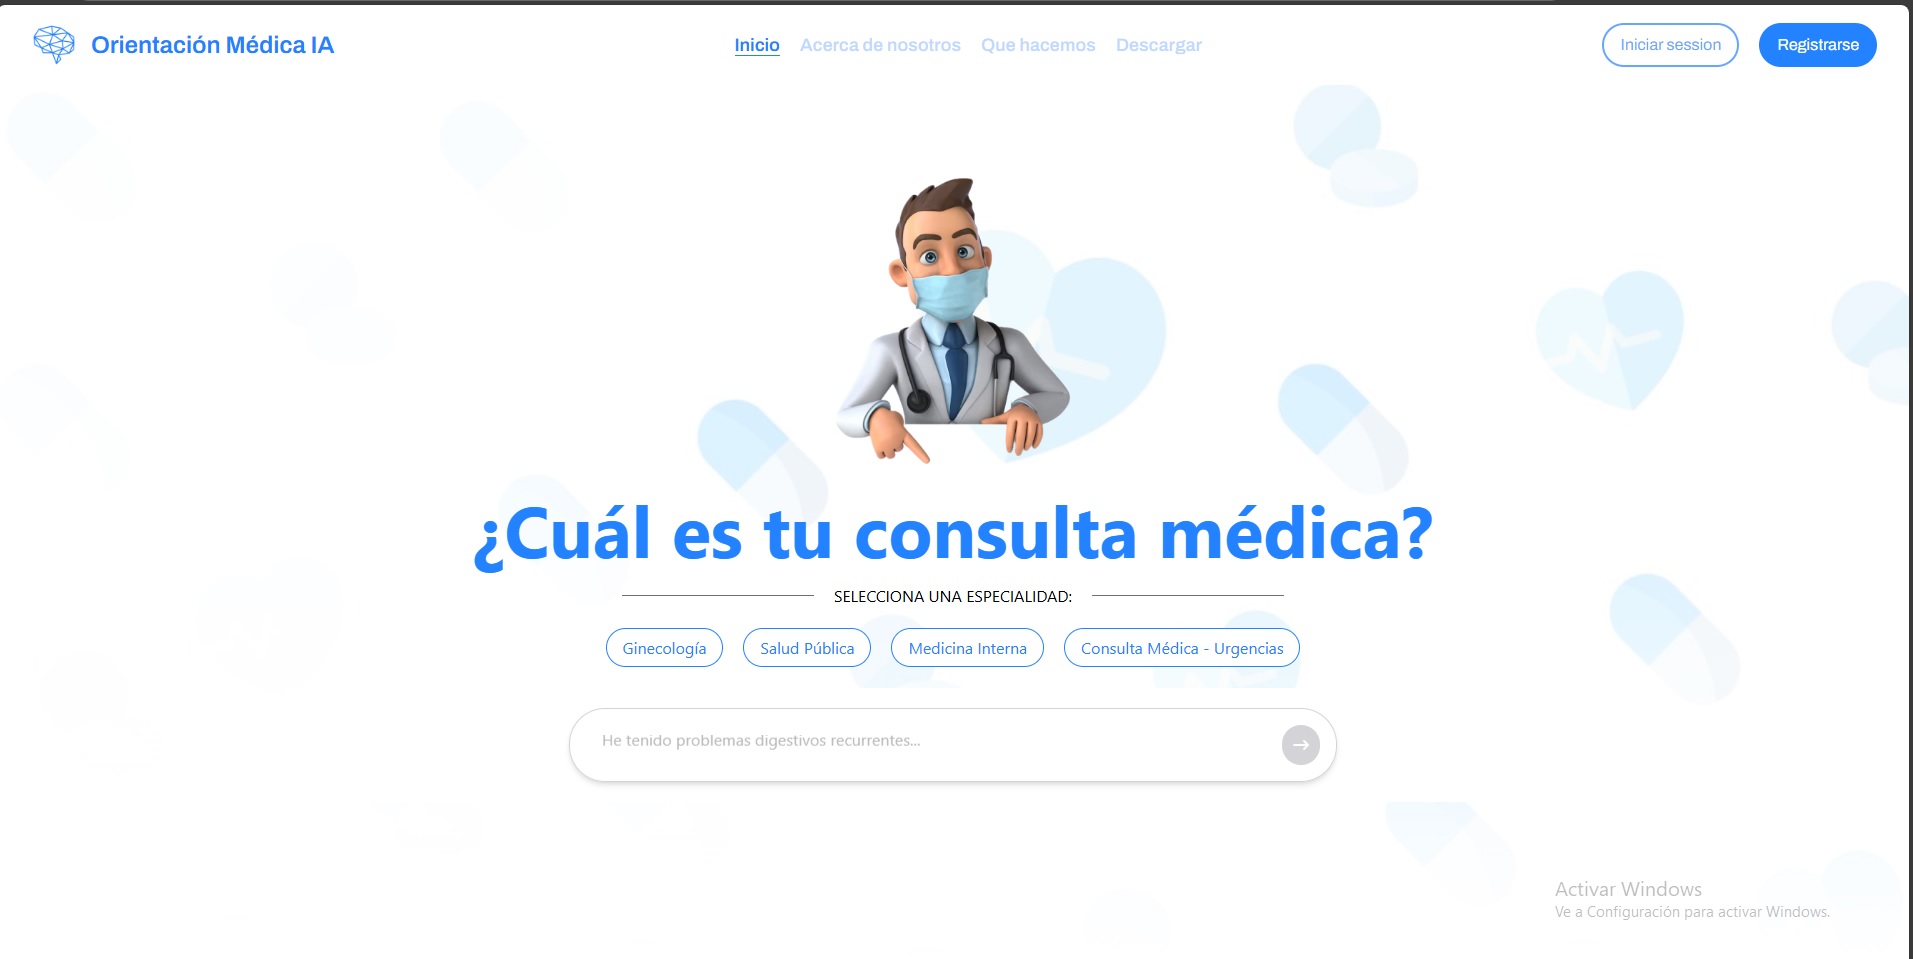 Orientación Médica IA
Inicio Acerca de nosotros Que hacemos Descargar
Iniciar session Registrarse
¿Cuál es tu consulta médica?
SELECCIONA UNA ESPECIALIDAD:
Ginecología Salud Pública Medicina Interna Consulta Médica - Urgencias
He tenido problemas digestivos recurrentes...
Activar Windows
Ve a Configuración para activar Windows.